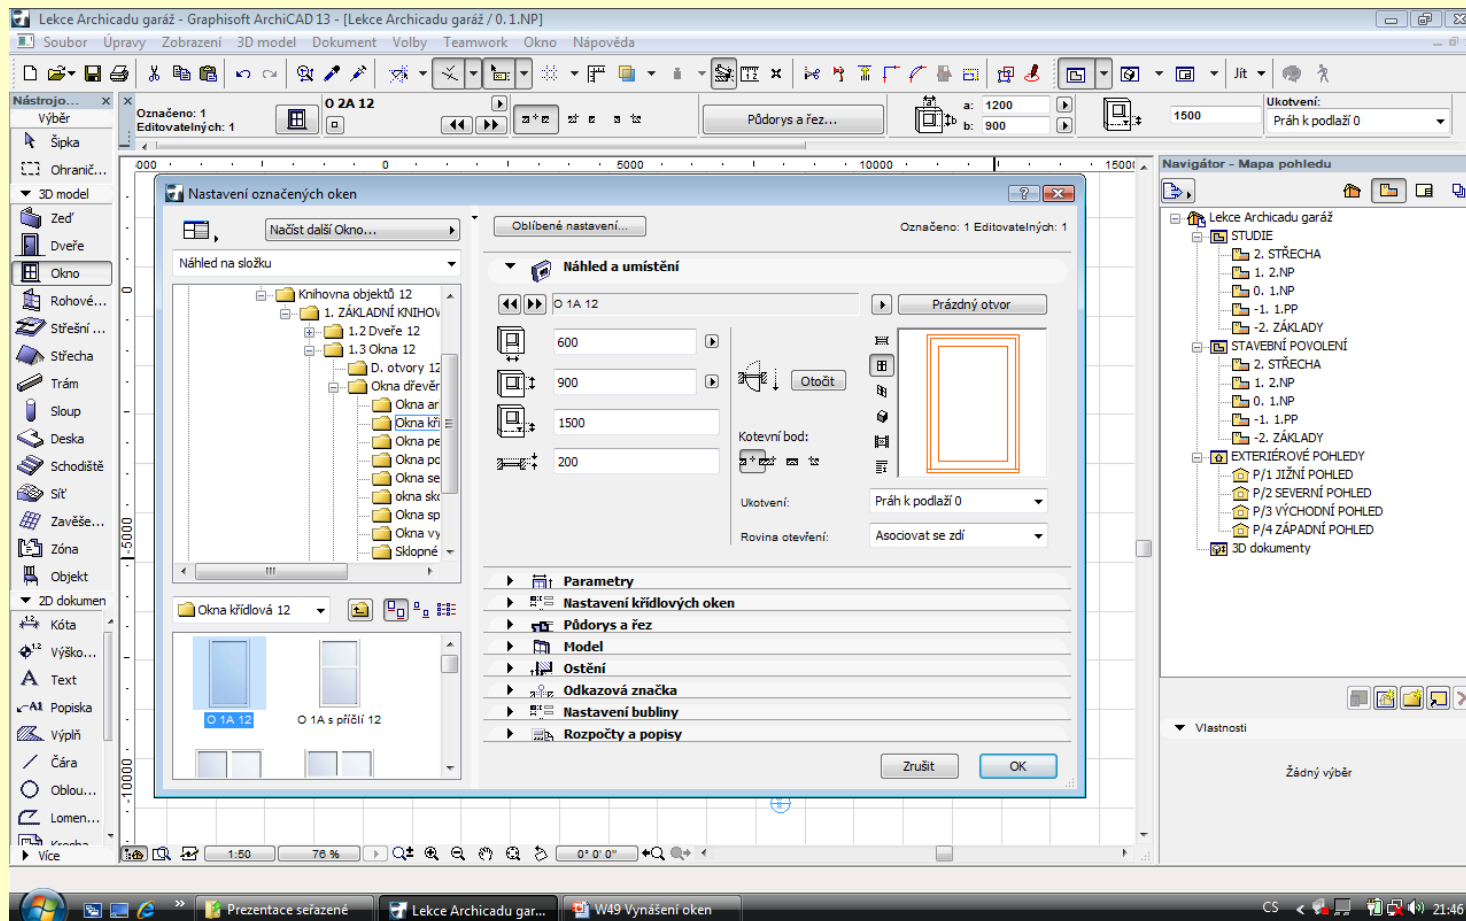 Lekce Archicadu garáž - Graphisoft ArchiCAD 13 - [Lekce Archicadu garáž / 0. 1.NP]
Soubor Úpravy Zobrazení 3D model Dokument Volby Teamwork Okno Nápověda
Jít
Nástrojo...
Výběr
Šipka
Ohranič...
3D model
Zeď
Dveře
Okno
Rohové...
Střešní ...
Střecha
Trám
Sloup
Deska
Schodiště
Síť
Zavěše...
Zóna
Objekt
2D dokumen
Kóta
Výško...
Text
Popiska
Výplň
Čára
Oblou...
Lomen...
Více
Označeno: 1
Editovatelných: 1
O 2A 12
Půdorys a řez...
a: 1200
b: 900
1500
Ukotvení:
Práh k podlaží 0
000 0 5000 10000 1500
0
-5000
-10000
Nastavení označených oken
Načíst další Okno...
Náhled na složku
Knihovna objektů 12
1. ZÁKLADNÍ KNIHOV
1.2 Dveře 12
1.3 Okna 12
D. otvory 12
Okna dřevěr
Okna ar
Okna kří
Okna pe
Okna po
Okna se
okna sko
Okna sp
Okna vy
Sklopné
Okna křídlová 12
O 1A 12
O 1A s příčlí 12
Oblíbené nastavení...
Označeno: 1 Editovatelných: 1
Náhled a umístění
O 1A 12
Prázdný otvor
600
900
1500
200
Otočit
Kotevní bod:
Ukotvení:
Práh k podlaží 0
Rovina otevření:
Asociovat se zdí
Parametry
Nastavení křídlových oken
Půdorys a řez
Model
Ostění
Odkazová značka
Nastavení bubliny
Rozpočty a popisy
Zrušit
OK
Navigátor - Mapa pohledu
Lekce Archicadu garáž
STUDIE
2. STŘECHA
1. 2.NP
0. 1.NP
-1. 1.PP
-2. ZÁKLADY
STAVEBNÍ POVOLENÍ
2. STŘECHA
1. 2.NP
0. 1.NP
-1. 1.PP
-2. ZÁKLADY
EXTERIÉROVÉ POHLEDY
P/1 JIŽNÍ POHLED
P/2 SEVERNÍ POHLED
P/3 VÝCHODNÍ POHLED
P/4 ZÁPADNÍ POHLED
3D dokumenty
Vlastnosti
Žádný výběr
1:50
76 %
0° 0' 0"
Prezentace seřazené
Lekce Archicadu gar...
W49 Vynášení oken
CS
21:46